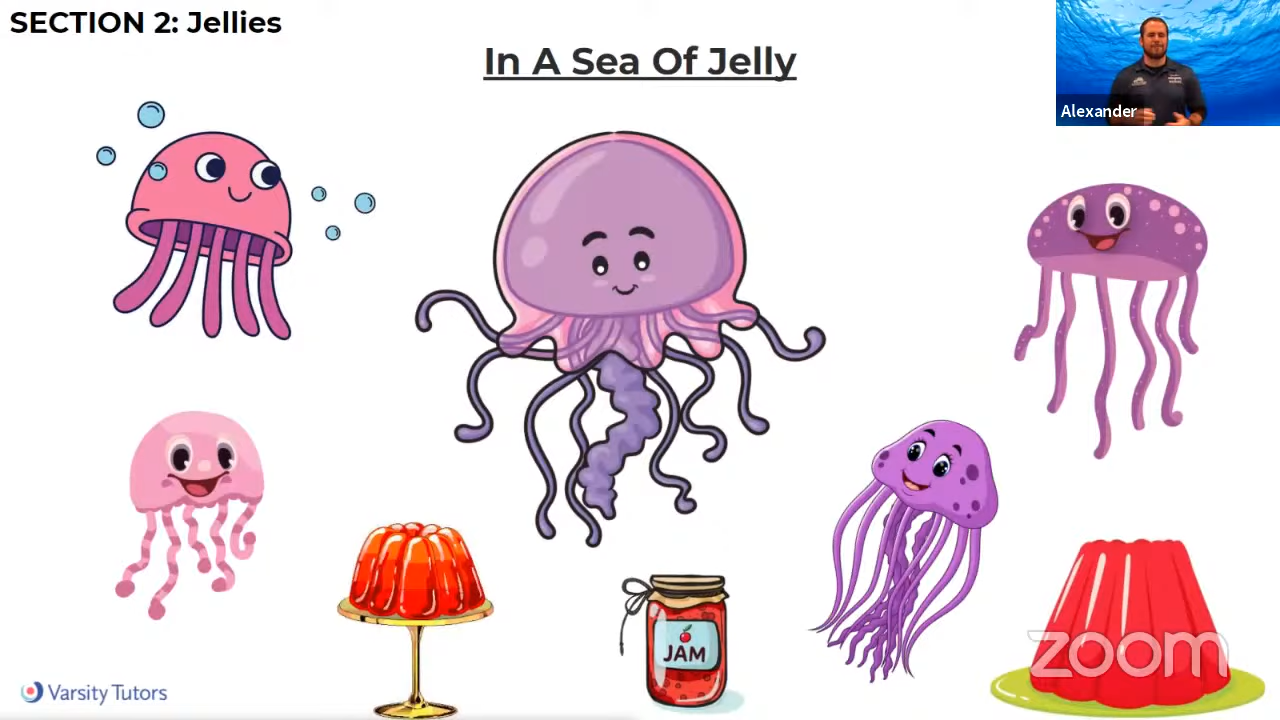 SECTION 2: Jellies
In A Sea Of Jelly
Alexander
JAM
zoom
Varsity Tutors